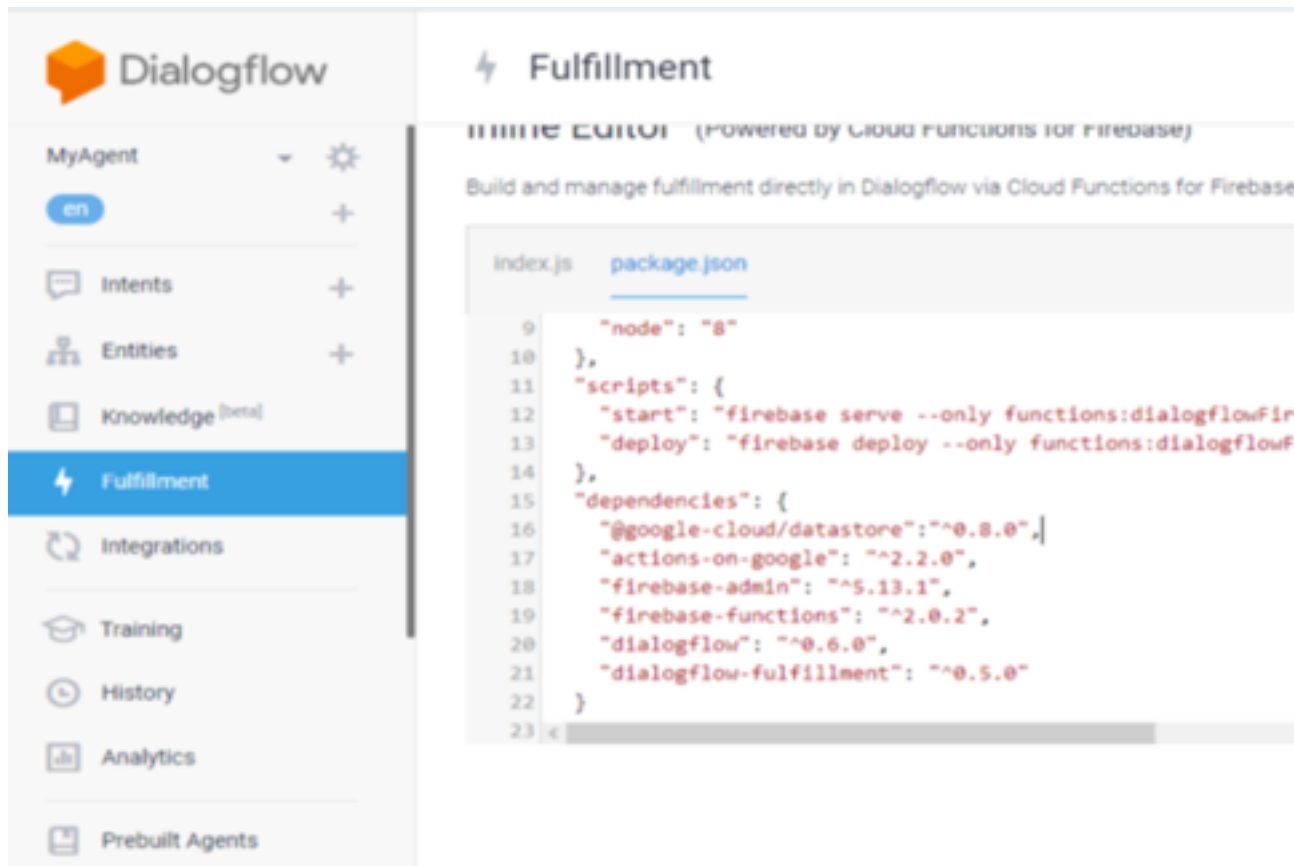 Dialogflow
MyAgent
en
Intents
Entities
Knowledge [beta]
Fulfillment
Integrations
Training
History
Analytics
Prebuilt Agents
Fulfillment
Inline Editor (Powered by Cloud Functions for Firebase)
Build and manage fulfillment directly in Dialogflow via Cloud Functions for Firebase
index.js package.json
9 "node": "8"
10 },
11 "scripts": {
12 "start": "firebase serve --only functions:dialogflowFir
13 "deploy": "firebase deploy --only functions:dialogflowF
14 },
15 "dependencies": {
16 "@google-cloud/datastore":"^0.8.0",
17 "actions-on-google": "^2.2.0",
18 "firebase-admin": "^5.13.1",
19 "firebase-functions": "^2.0.2",
20 "dialogflow": "^0.6.0",
21 "dialogflow-fulfillment": "^0.5.0"
22 }
23